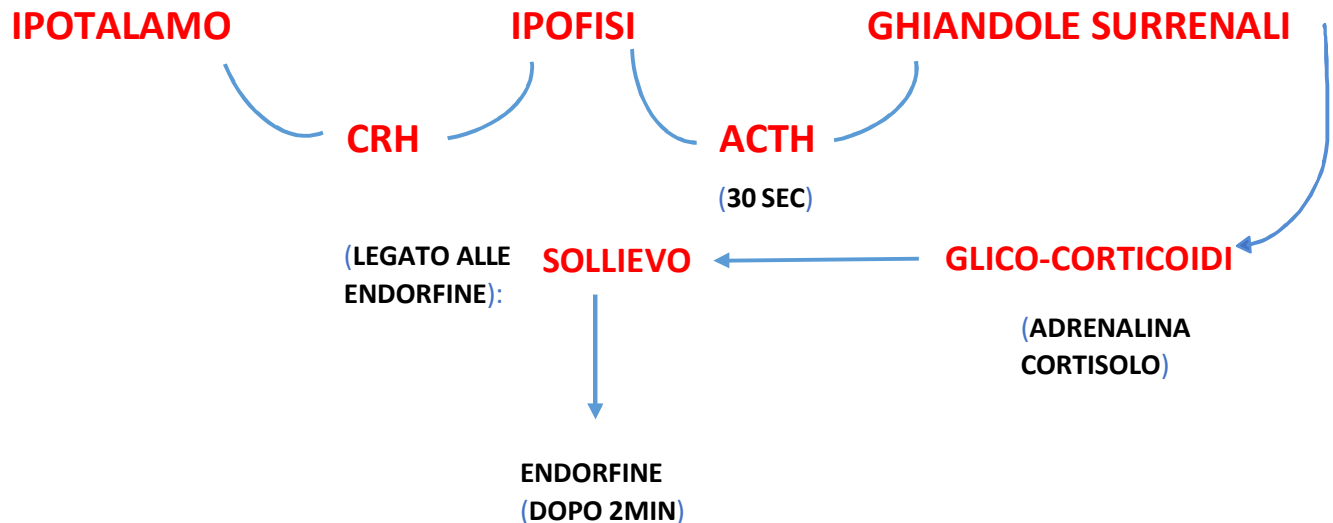 IPOTALAMO IPOFISI GHIANDOLE SURRENALI
CRH ACTH
(30 SEC)
(LEGATO ALLE
ENDORFINE):
SOLLIEVO
GLICO-CORTICOIDI
(ADRENALINA
CORTISOLO)
ENDORFINE
(DOPO 2MIN)